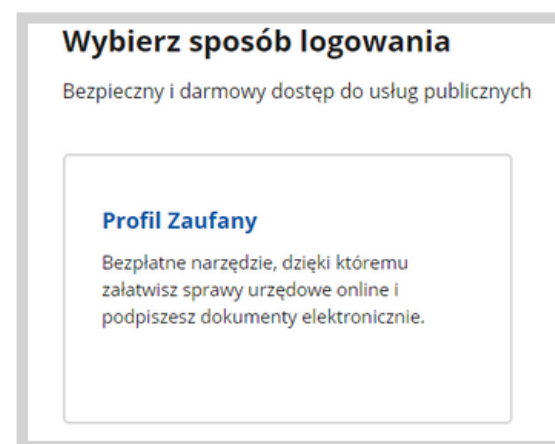 Wybierz sposób logowania
Bezpieczny i darmowy dostęp do usług publicznych
Profil Zaufany
Bezpłatne narzędzie, dzięki któremu
załatwisz sprawy urzędowe online i
podpiszesz dokumenty elektronicznie.